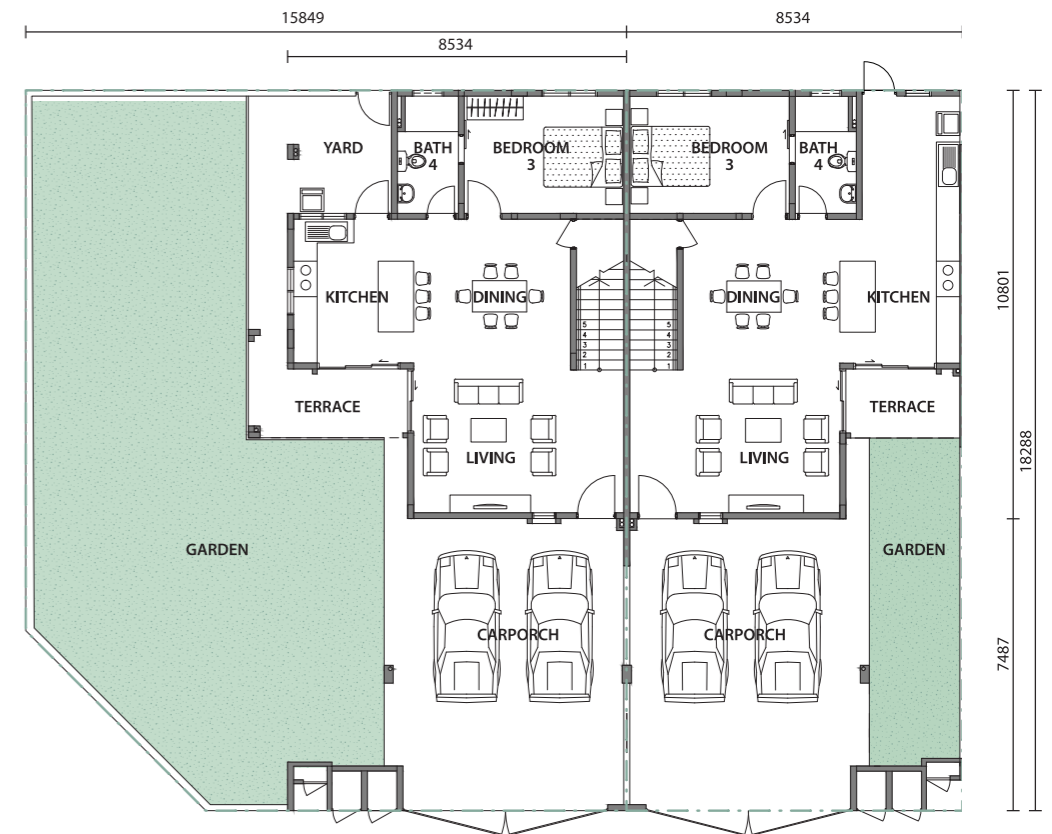 15849
8534
8534
YARD
BATH
4
BEDROOM
3
BEDROOM
3
BATH
4
KITCHEN
DINING
DINING
KITCHEN
5
4
3
2
1
5
4
3
2
1
TERRACE
TERRACE
LIVING
LIVING
GARDEN
GARDEN
CARPORCH
CARPORCH
10801
18288
7487